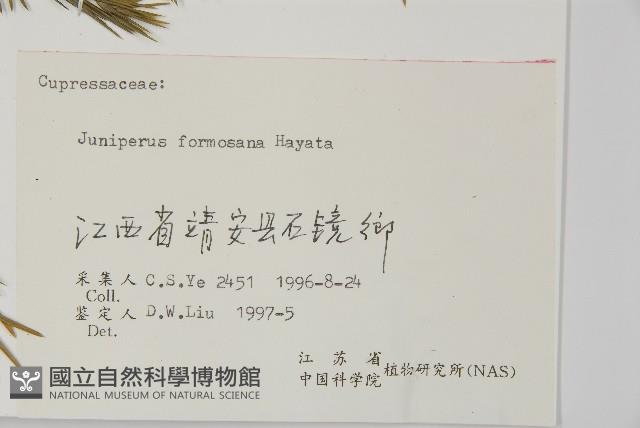 Cupressaceae:
Juniperus formosana Hayata
江西省靖安县石镜鄉
采集人 C.S.Ye 2451 1996-8-24
Coll.
鉴定人 D.W.Liu 1997-5
Det.
江苏省
中国科学院 植物研究所(NAS)
國立自然科學博物館
NATIONAL MUSEUM OF NATURAL SCIENCE